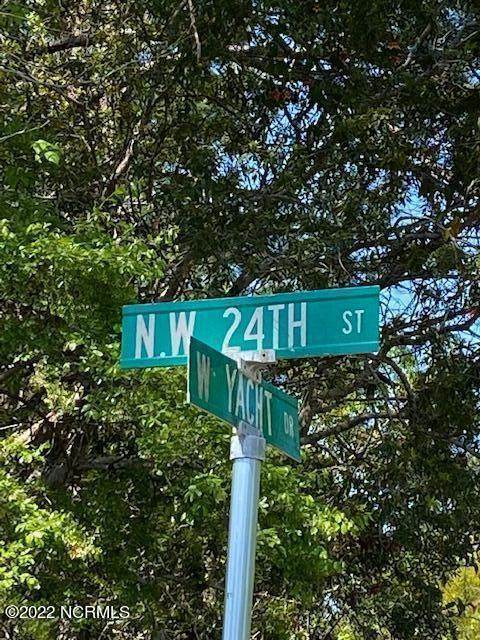 N.W 24TH ST
W YACHT DR
©2022 NCRMLS